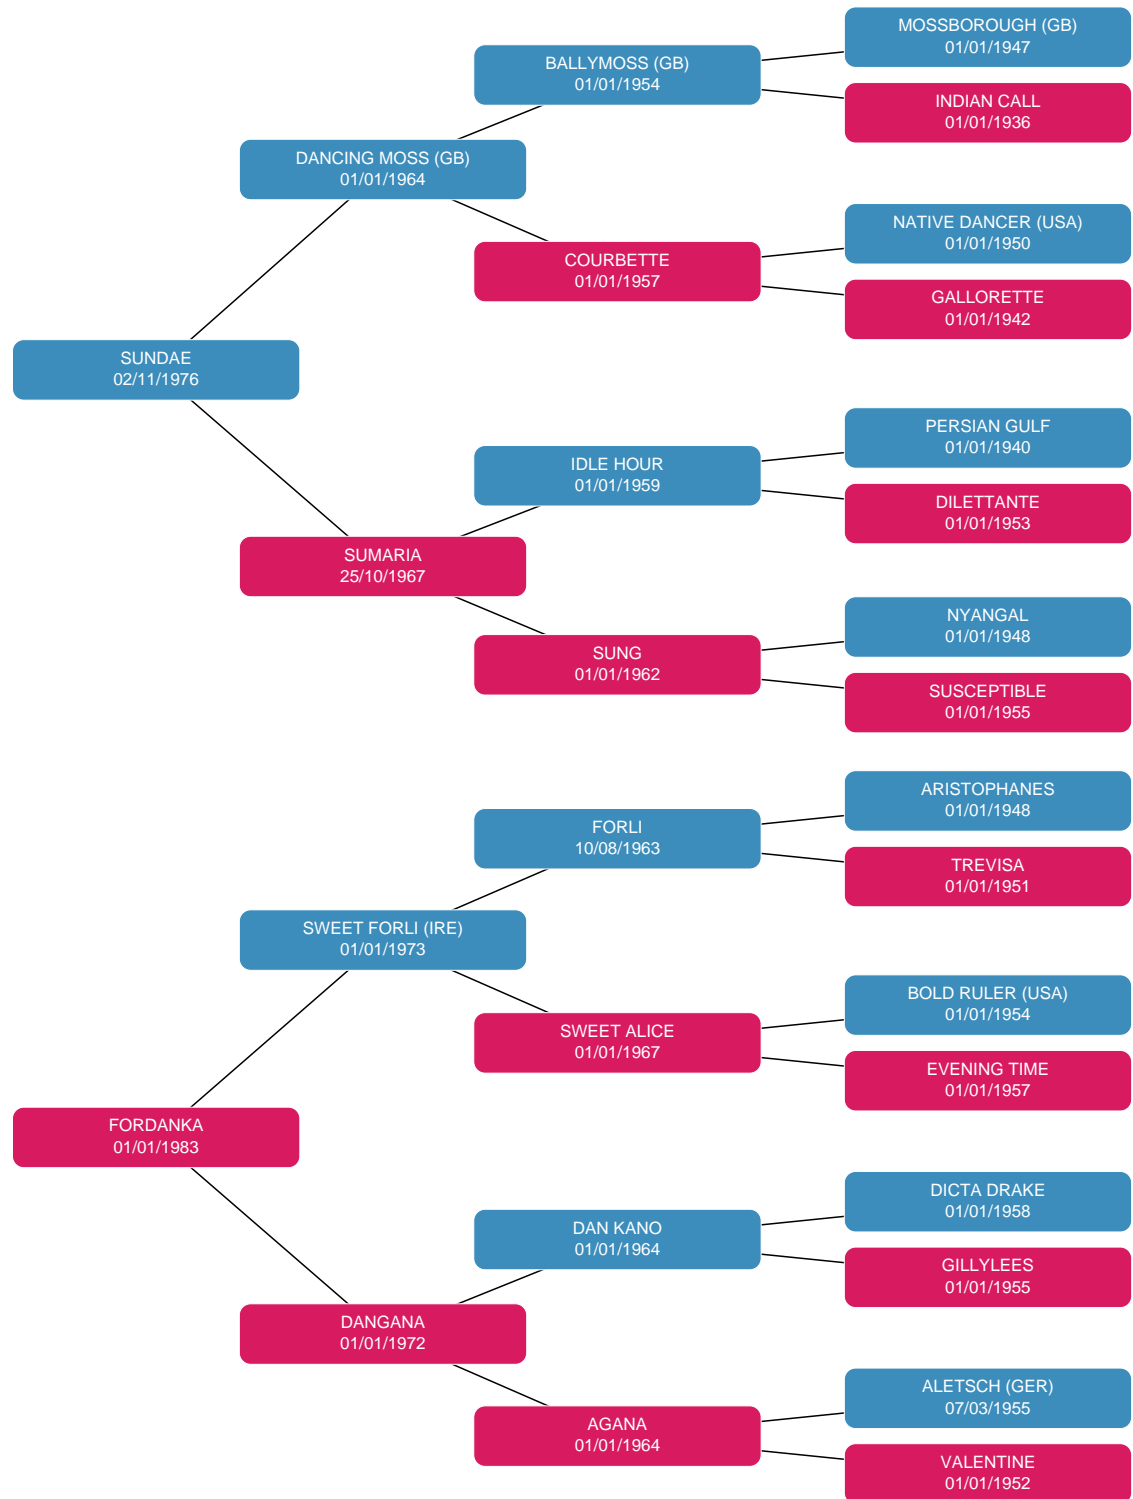 MOSSBOROUGH (GB)
01/01/1947
BALLYMOSS (GB)
01/01/1954
INDIAN CALL
01/01/1936
DANCING MOSS (GB)
01/01/1964
NATIVE DANCER (USA)
01/01/1950
COURBETTE
01/01/1957
GALLORETTE
01/01/1942
SUNDAE
02/11/1976
PERSIAN GULF
01/01/1940
IDLE HOUR
01/01/1959
DILETTANTE
01/01/1953
SUMARIA
25/10/1967
NYANGAL
01/01/1948
SUNG
01/01/1962
SUSCEPTIBLE
01/01/1955
ARISTOPHANES
01/01/1948
FORLI
10/08/1963
TREVISA
01/01/1951
SWEET FORLI (IRE)
01/01/1973
BOLD RULER (USA)
01/01/1954
SWEET ALICE
01/01/1967
EVENING TIME
01/01/1957
FORDANKA
01/01/1983
DICTA DRAKE
01/01/1958
DAN KANO
01/01/1964
GILLYLEES
01/01/1955
DANGANA
01/01/1972
ALETSCH (GER)
07/03/1955
AGANA
01/01/1964
VALENTINE
01/01/1952